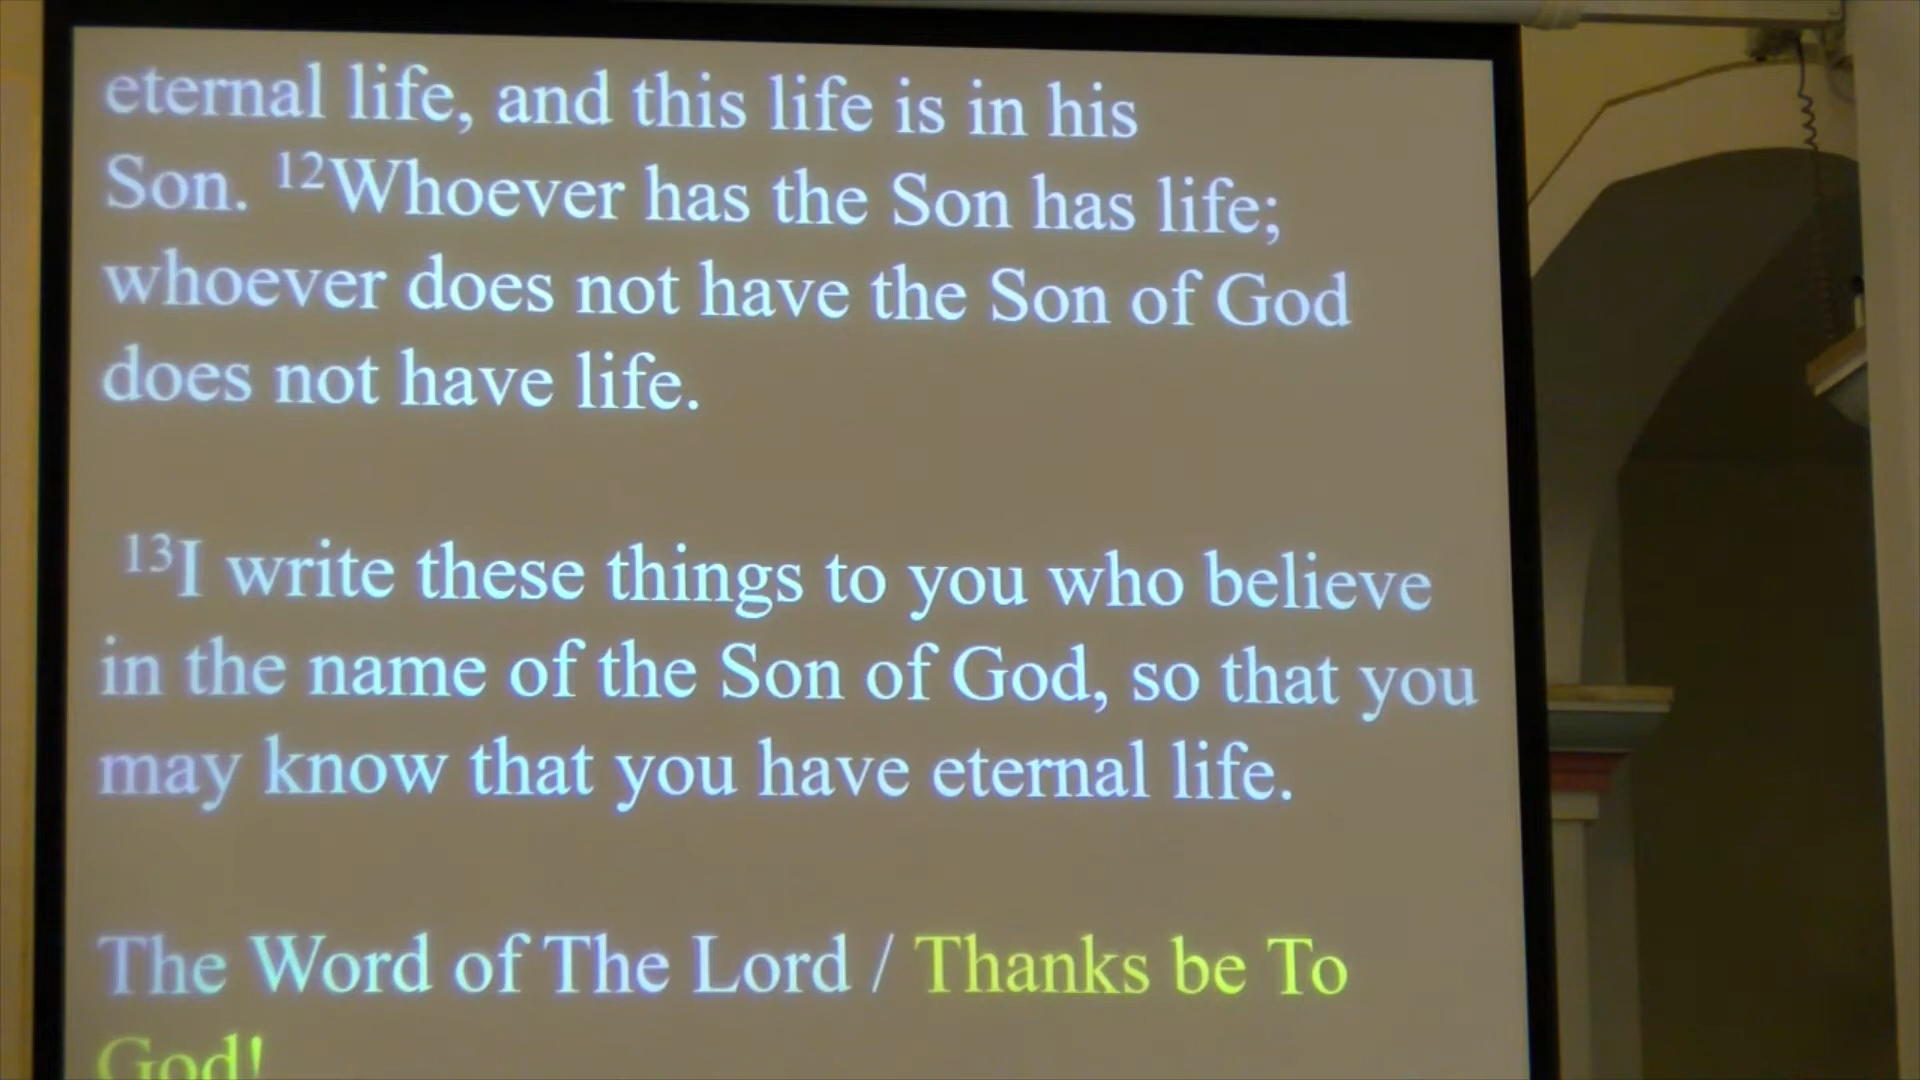 eternal life, and this life is in his
Son. ¹²Whoever has the Son has life;
whoever does not have the Son of God
does not have life.
¹³I write these things to you who believe
in the name of the Son of God, so that you
may know that you have eternal life.
The Word of The Lord / Thanks be To
God!